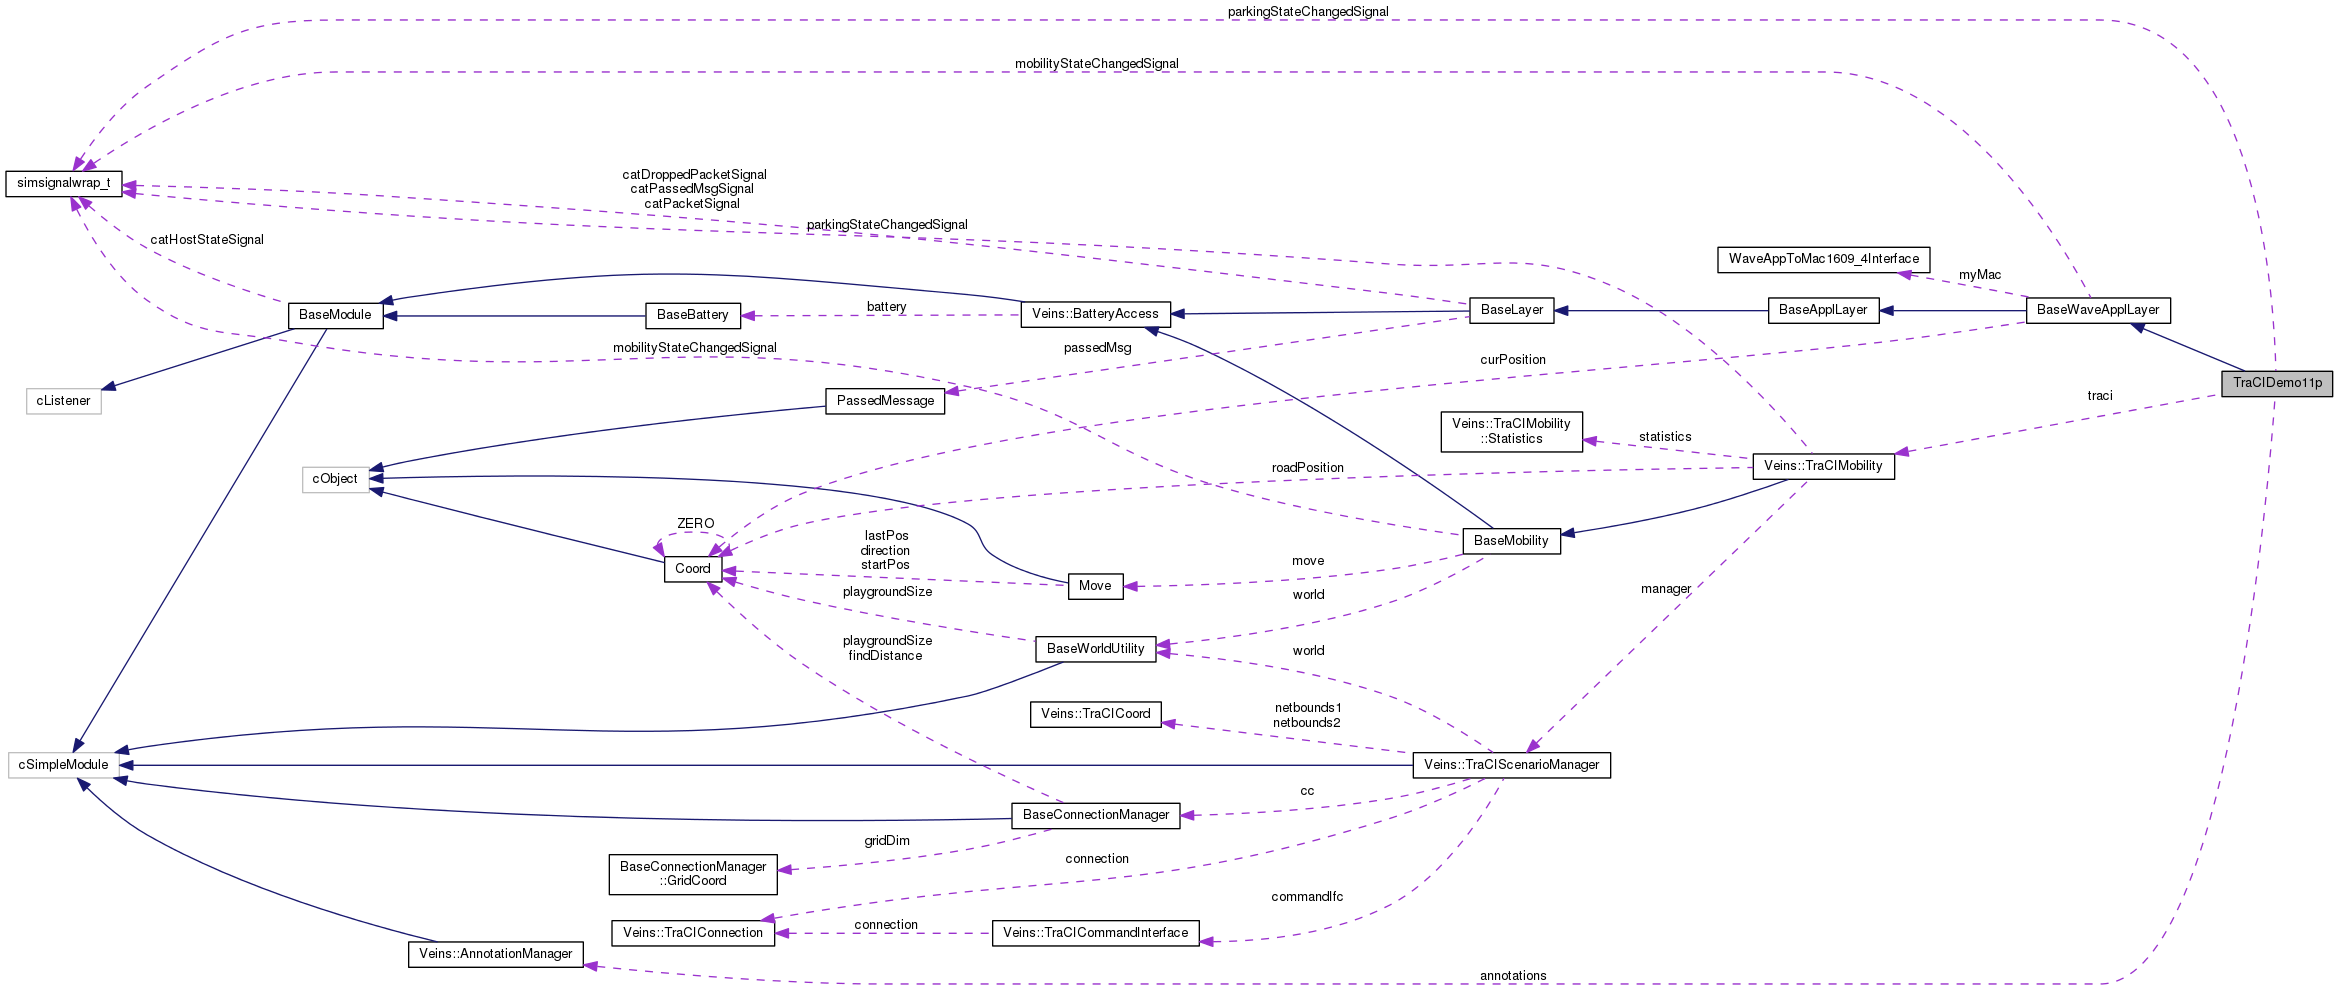 parkingStateChangedSignal
mobilityStateChangedSignal
simsignalwrap_t
catDroppedPacketSignal
catPassedMsgSignal
catPacketSignal
parkingStateChangedSignal
catHostStateSignal
WaveAppToMac1609_4Interface
myMac
BaseModule
BaseBattery
battery
Veins::BatteryAccess
BaseLayer
BaseApplLayer
BaseWaveApplLayer
mobilityStateChangedSignal
passedMsg
curPosition
TraCIDemo11p
cListener
PassedMessage
traci
Veins::TraCIMobility
::Statistics
statistics
cObject
roadPosition
Veins::TraCIMobility
ZERO
lastPos
direction
startPos
BaseMobility
Coord
Move
move
playgroundSize
world
manager
playgroundSize
findDistance
BaseWorldUtility
world
Veins::TraCICoord
netbounds1
netbounds2
cSimpleModule
Veins::TraCIScenarioManager
cc
BaseConnectionManager
gridDim
BaseConnectionManager
::GridCoord
connection
commandIfc
Veins::TraCIConnection
connection
Veins::TraCICommandInterface
Veins::AnnotationManager
annotations